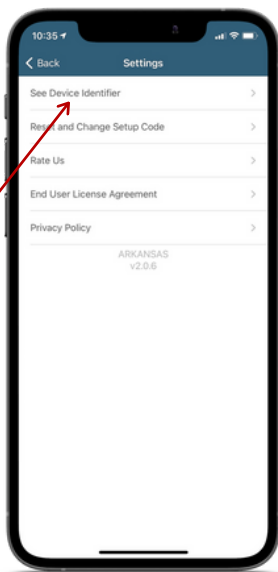 10:35
Back Settings
See Device Identifier
Reset and Change Setup Code
Rate Us
End User License Agreement
Privacy Policy
ARKANSAS
v2.0.6